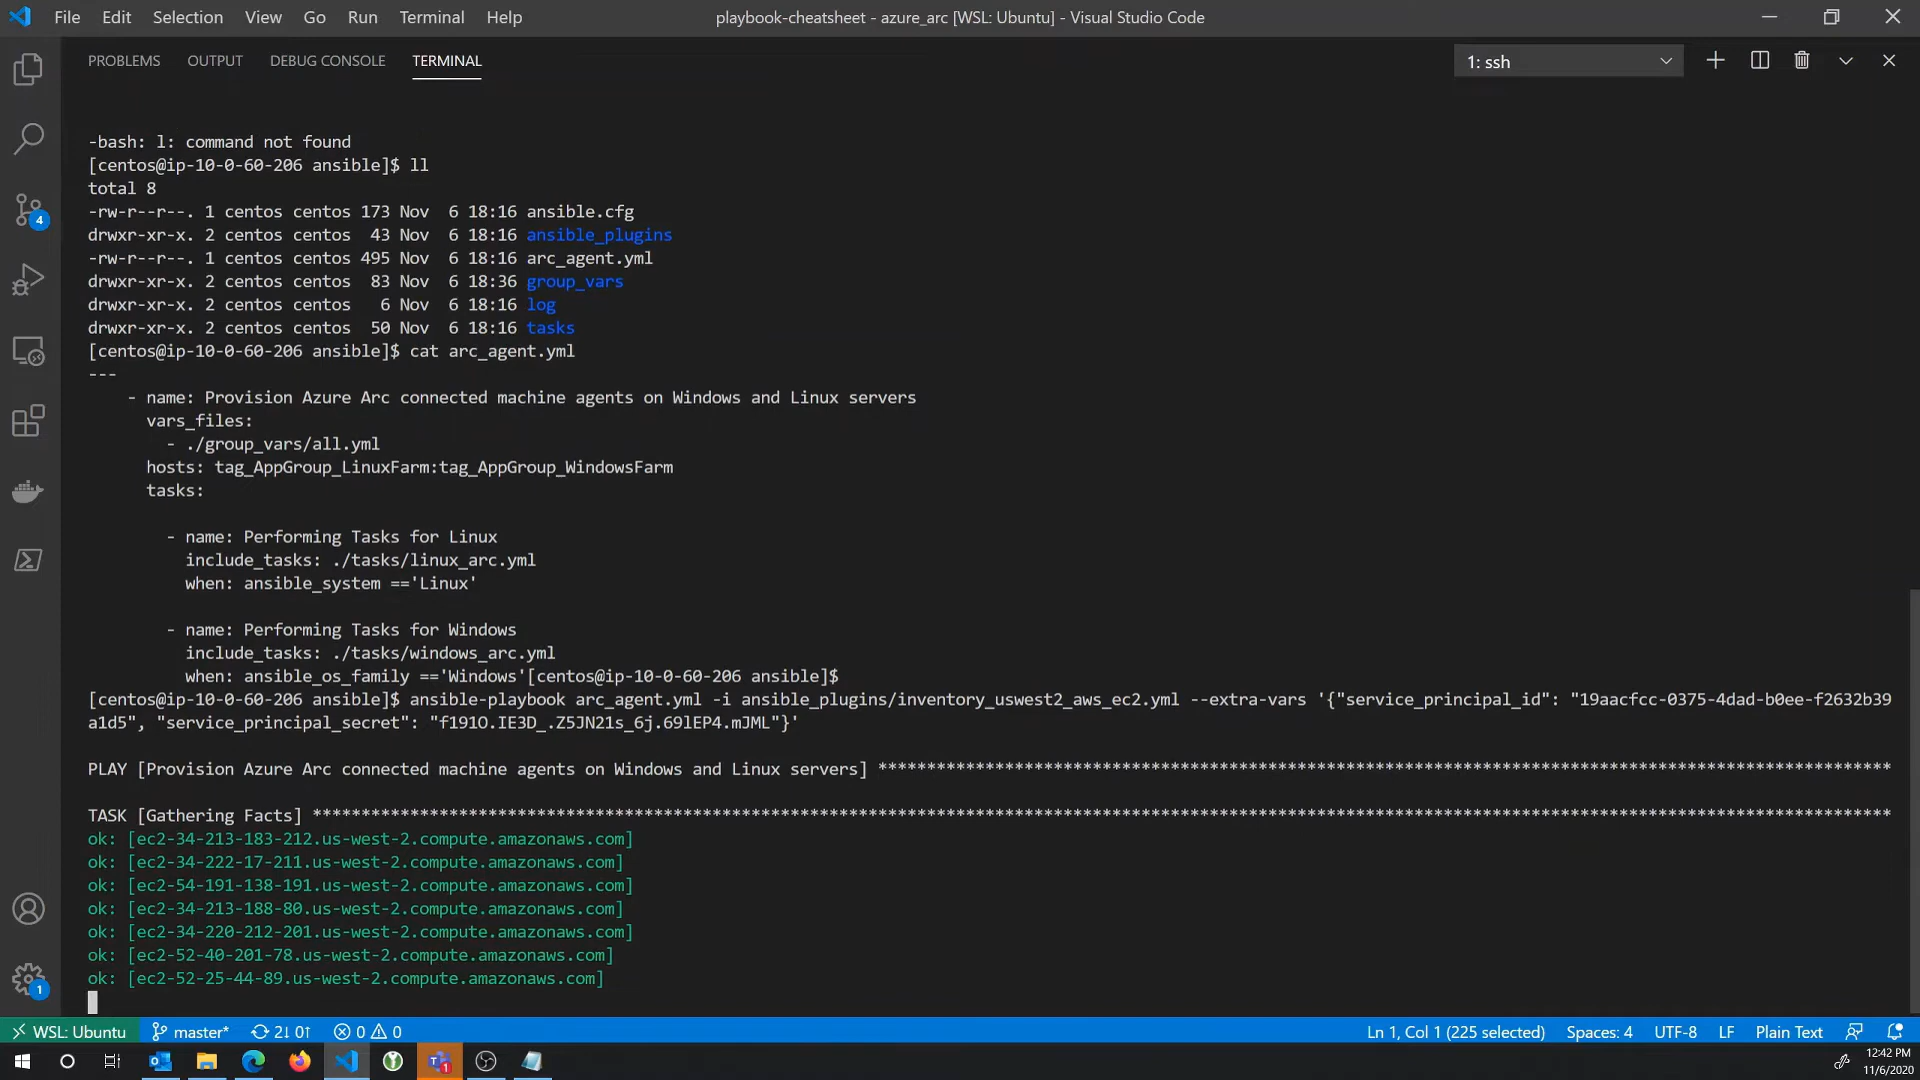 File Edit Selection View Go Run Terminal Help playbook-cheatsheet - azure_arc [WSL: Ubuntu] - Visual Studio Code
PROBLEMS OUTPUT DEBUG CONSOLE TERMINAL 1: ssh
-bash: l: command not found
[centos@ip-10-0-60-206 ansible]$ ll
total 8
-rw-r--r--. 1 centos centos 173 Nov  6 18:16 ansible.cfg
drwxr-xr-x. 2 centos centos  43 Nov  6 18:16 ansible_plugins
-rw-r--r--. 1 centos centos 495 Nov  6 18:16 arc_agent.yml
drwxr-xr-x. 2 centos centos  83 Nov  6 18:36 group_vars
drwxr-xr-x. 2 centos centos   6 Nov  6 18:16 log
drwxr-xr-x. 2 centos centos  50 Nov  6 18:16 tasks
[centos@ip-10-0-60-206 ansible]$ cat arc_agent.yml
---
- name: Provision Azure Arc connected machine agents on Windows and Linux servers
vars_files:
- ./group_vars/all.yml
hosts: tag_AppGroup_LinuxFarm:tag_AppGroup_WindowsFarm
tasks:
- name: Performing Tasks for Linux
include_tasks: ./tasks/linux_arc.yml
when: ansible_system =='Linux'
- name: Performing Tasks for Windows
include_tasks: ./tasks/windows_arc.yml
when: ansible_os_family =='Windows'[centos@ip-10-0-60-206 ansible]$
[centos@ip-10-0-60-206 ansible]$ ansible-playbook arc_agent.yml -i ansible_plugins/inventory_uswest2_aws_ec2.yml --extra-vars '{"service_principal_id": "19aacfcc-0375-4dad-b0ee-f2632b39
a1d5", "service_principal_secret": "f191O.IE3D_.Z5JN21s_6j.69lEP4.mJML"}'
PLAY [Provision Azure Arc connected machine agents on Windows and Linux servers] ********************************************************************************************************
TASK [Gathering Facts] ******************************************************************************************************************************************************************
ok: [ec2-34-213-183-212.us-west-2.compute.amazonaws.com]
ok: [ec2-34-222-17-211.us-west-2.compute.amazonaws.com]
ok: [ec2-54-191-138-191.us-west-2.compute.amazonaws.com]
ok: [ec2-34-213-188-80.us-west-2.compute.amazonaws.com]
ok: [ec2-34-220-212-201.us-west-2.compute.amazonaws.com]
ok: [ec2-52-40-201-78.us-west-2.compute.amazonaws.com]
ok: [ec2-52-25-44-89.us-west-2.compute.amazonaws.com]
4
1
WSL: Ubuntu master* 2↓ 0↑ 0 0 Ln 1, Col 1 (225 selected) Spaces: 4 UTF-8 LF Plain Text
1
12:42 PM
11/6/2020